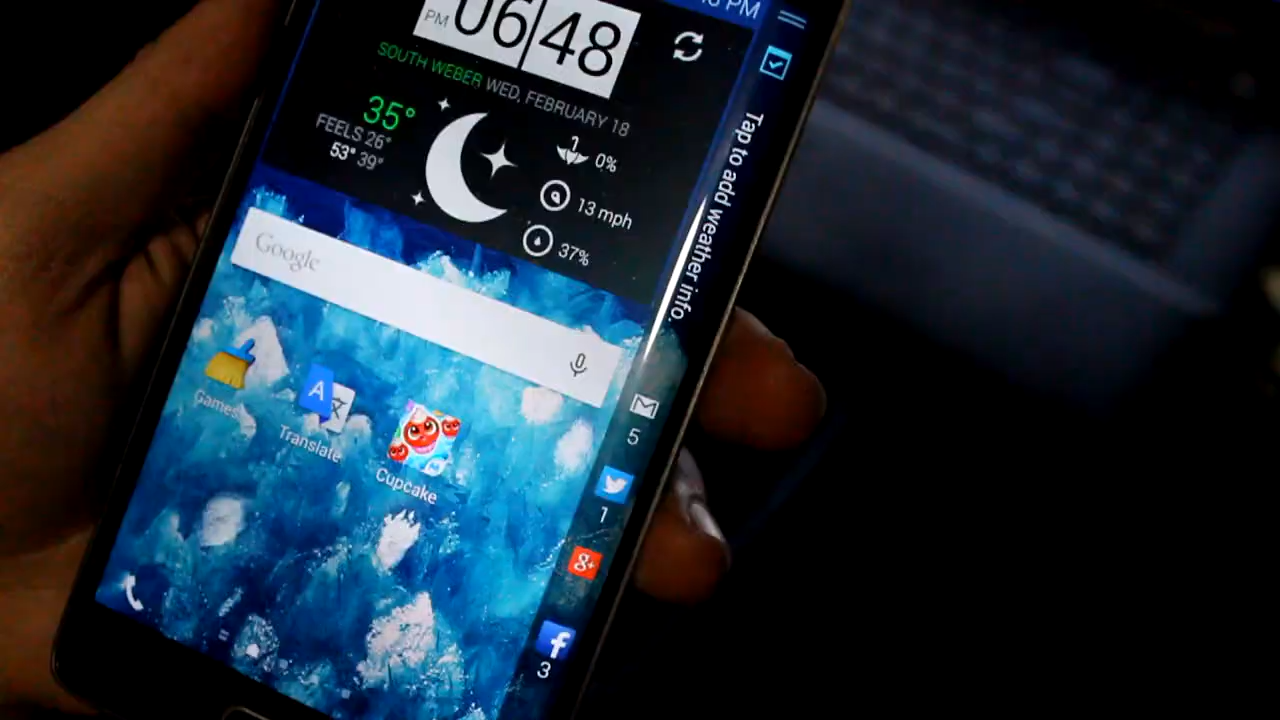 PM 06 48
SOUTH WEBER WED, FEBRUARY 18
35°
FEELS 26°
53° 39°
0%
13 mph
37%
Tap to add weather info.
Google
Games
A
Translate
Cupcake
5
1
g+
f
3